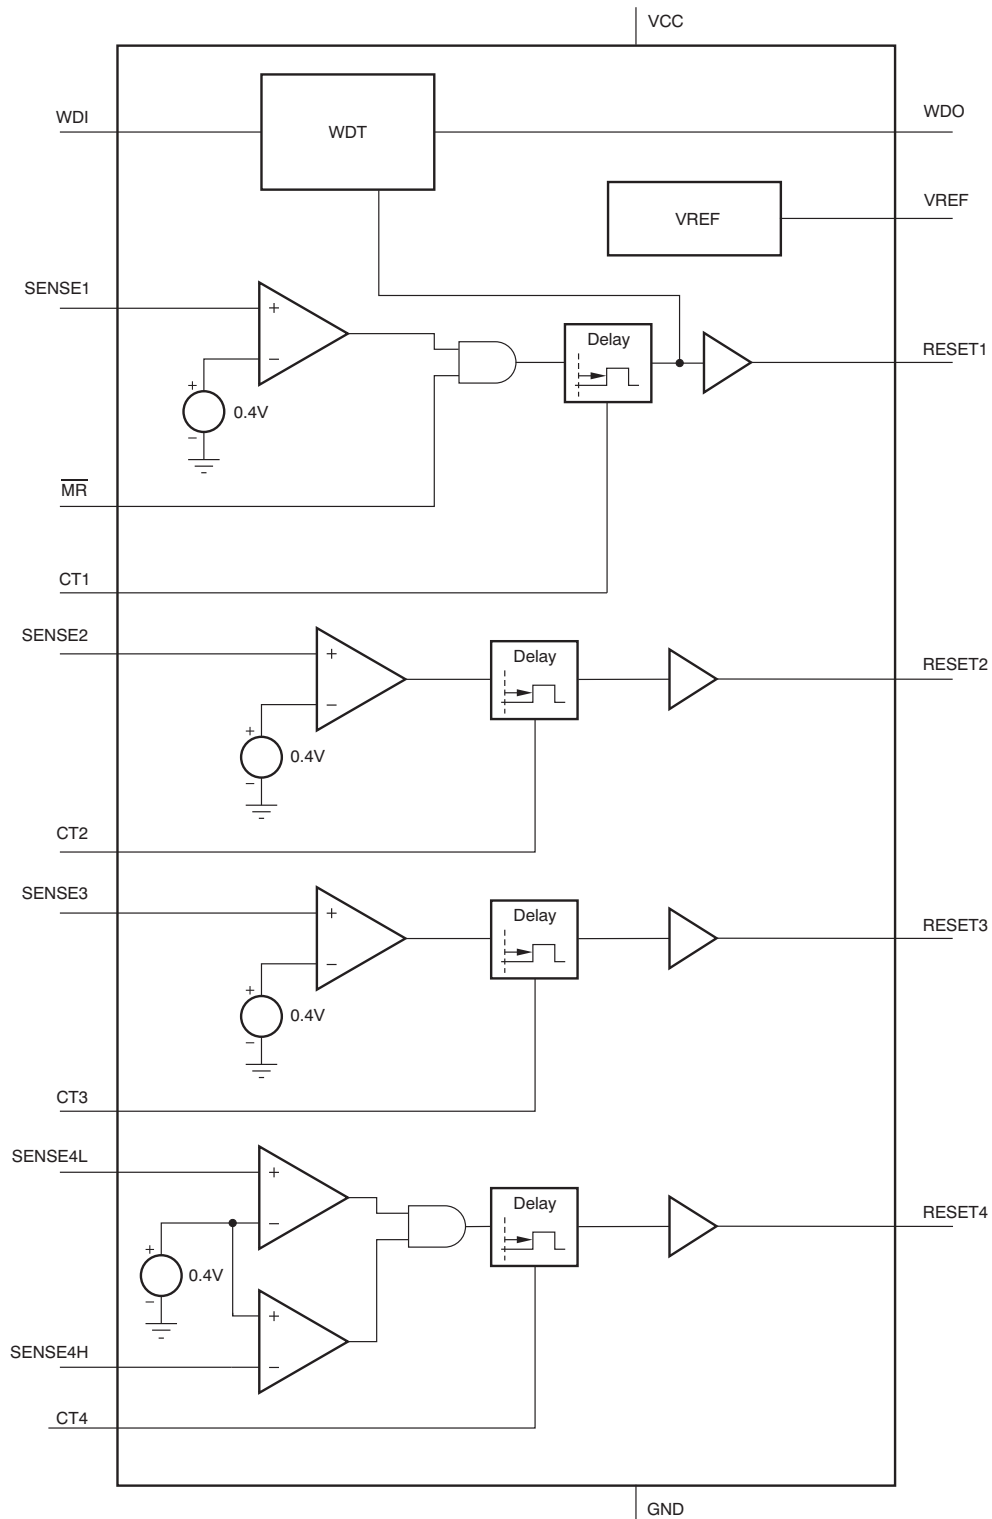 VCC
WDI
WDT
WDO
VREF
VREF
SENSE1
+
−
Delay
RESET1
+
0.4V
−
MR
CT1
SENSE2
+
−
Delay
RESET2
+
0.4V
−
CT2
SENSE3
+
−
Delay
RESET3
+
0.4V
−
CT3
SENSE4L
+
−
Delay
RESET4
+
0.4V
−
+
−
SENSE4H
CT4
GND